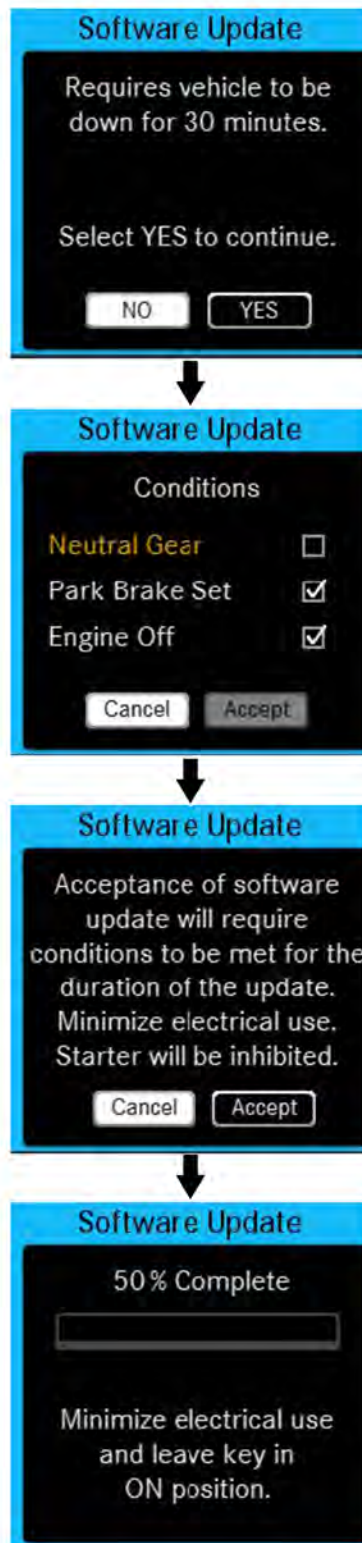 Software Update
Requires vehicle to be
down for 30 minutes.
Select YES to continue.
NO YES
Software Update
Conditions
Neutral Gear
Park Brake Set
Engine Off
Cancel Accept
Software Update
Acceptance of software
update will require
conditions to be met for the
duration of the update.
Minimize electrical use.
Starter will be inhibited.
Cancel Accept
Software Update
50% Complete
Minimize electrical use
and leave key in
ON position.